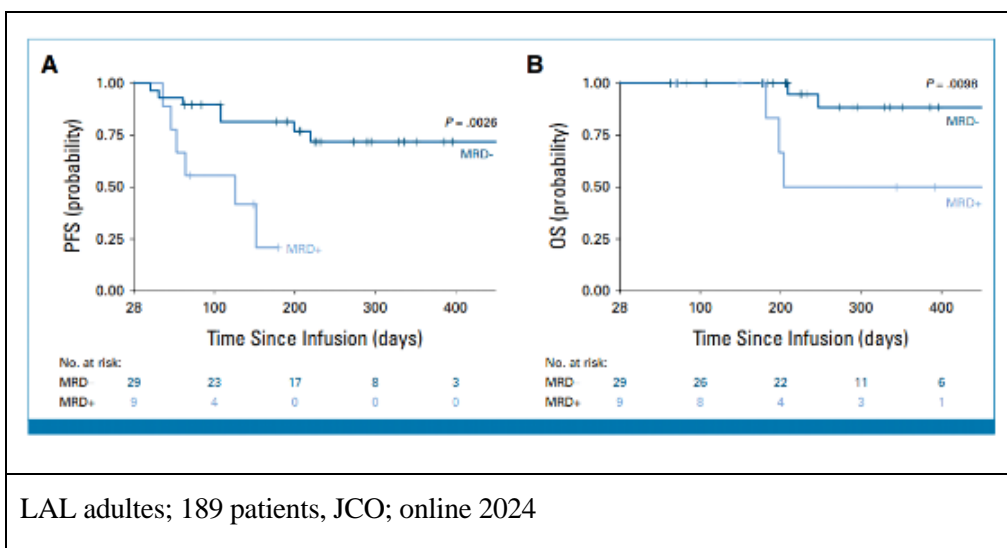 A
B
1.00
0.75
0.50
0.25
0.00
PFS (probability)
P = .0026
MRD-
MRD+
28
100
200
300
400
Time Since Infusion (days)
No. at risk:
MRD- 29 23 17 8 3
MRD+ 9 4 0 0 0
1.00
0.75
0.50
0.25
0.00
OS (probability)
P = .0098
MRD-
MRD+
28
100
200
300
400
Time Since Infusion (days)
No. at risk:
MRD- 29 26 22 11 6
MRD+ 9 8 4 3 1
LAL adultes; 189 patients, JCO; online 2024